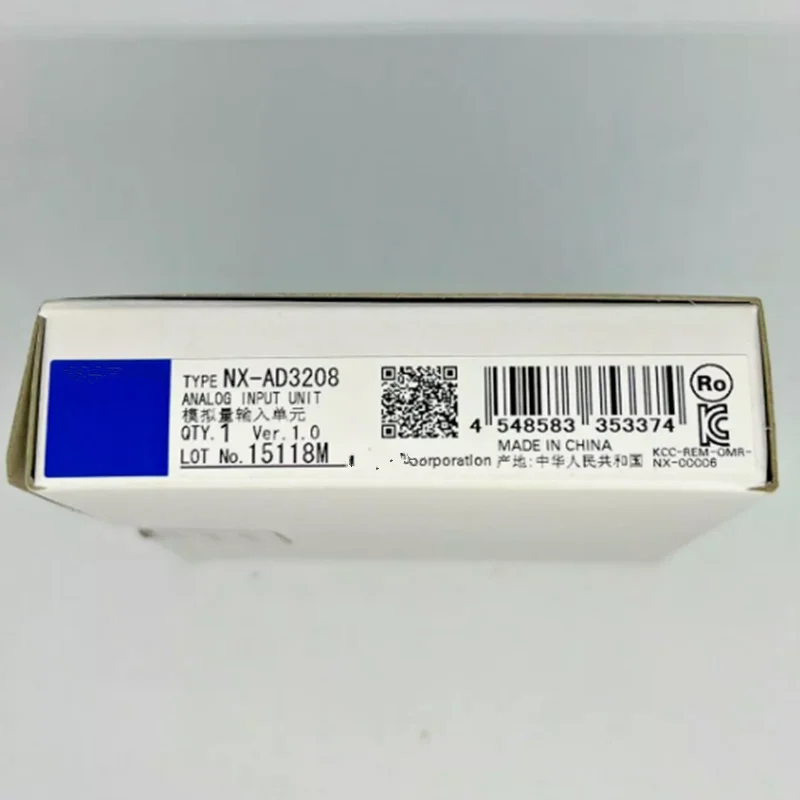 TYPE NX-AD3208
ANALOG INPUT UNIT
模拟量输入单元
QTY. 1 Ver. 1.0
LOT No. 15118M
Corporation
4 548583 353374
MADE IN CHINA
产地: 中华人民共和国
Ro
KCC-REM-OMR-
NX-00006